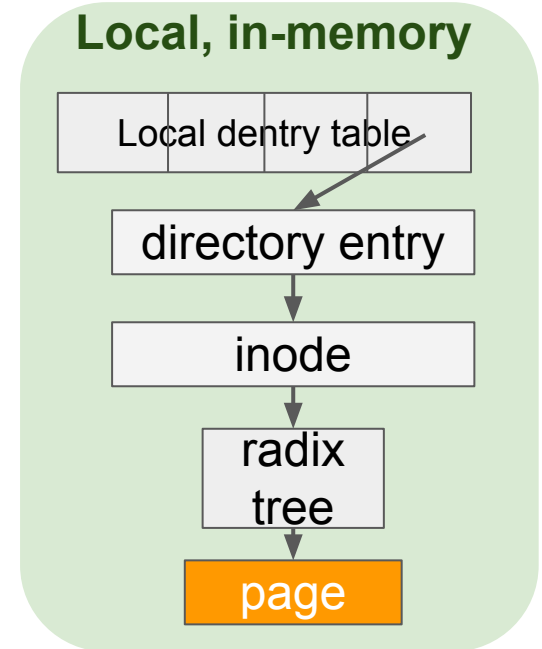 Local, in-memory
Local dentry table
directory entry
inode
radix
tree
page